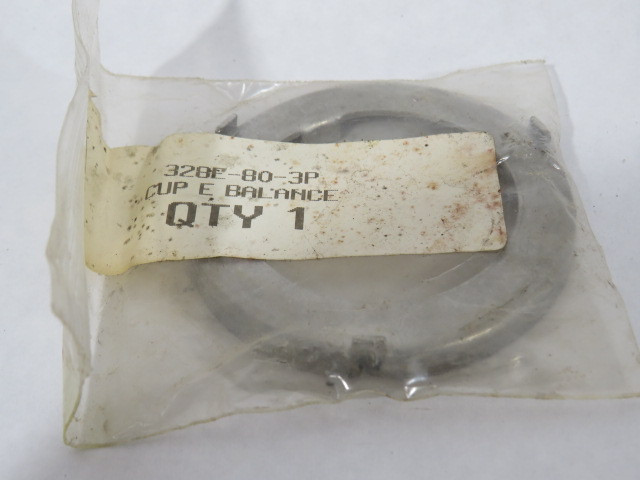 328E-80-3P
CUP E BALANCE
QTY 1